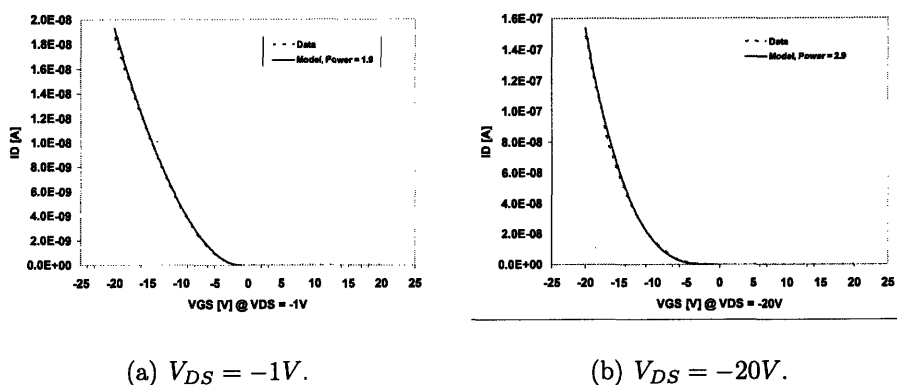 2.0E-08
1.8E-08
1.6E-08
1.4E-08
1.2E-08
1.0E-08
8.0E-09
6.0E-09
4.0E-09
2.0E-09
0.0E+00
ID [A]
Data
Model, Power = 1.9
-25 -20 -15 -10 -5 0 5 10 15 20 25
VGS [V] @ VDS = -1V
(a) V_{DS} = −1V.
1.6E-07
1.4E-07
1.2E-07
1.0E-07
8.0E-08
6.0E-08
4.0E-08
2.0E-08
0.0E+00
ID [A]
Data
Model, Power = 2.9
-25 -20 -15 -10 -5 0 5 10 15 20 25
VGS [V] @ VDS = -20V
(b) V_{DS} = −20V.